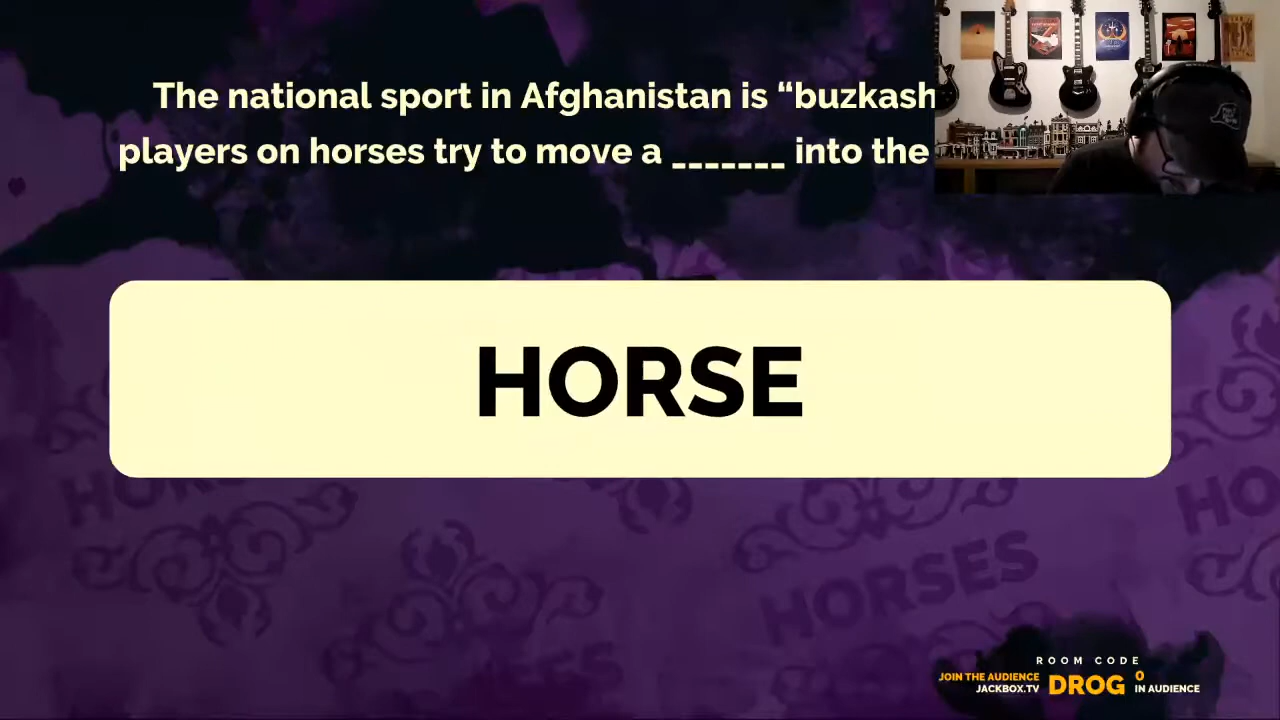 The national sport in Afghanistan is “buzkash
players on horses try to move a _______ into the
HORSE
HORSES
ROOM CODE
JOIN THE AUDIENCE
JACKBOX.TV
DROG
0
IN AUDIENCE